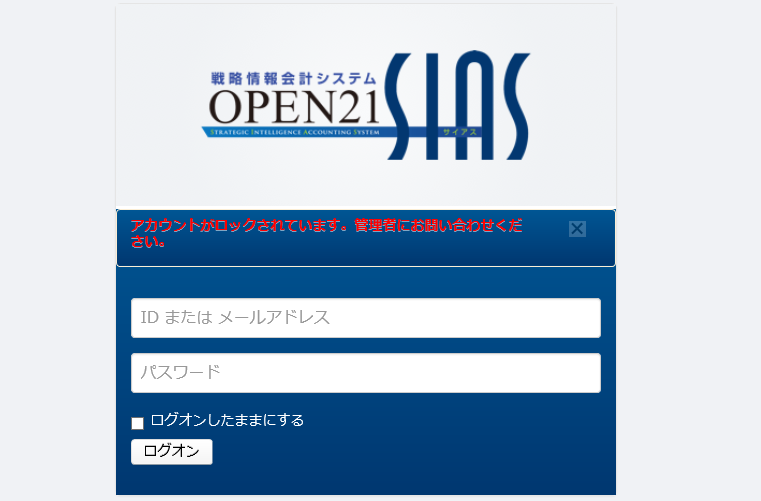 戦略情報会計システム
OPEN21 SIAS
STRATEGIC INTELLIGENCE ACCOUNTING SYSTEM サイアス
アカウントがロックされています。管理者にお問い合わせくだ
さい。
ID または メールアドレス
パスワード
ログオンしたままにする
ログオン